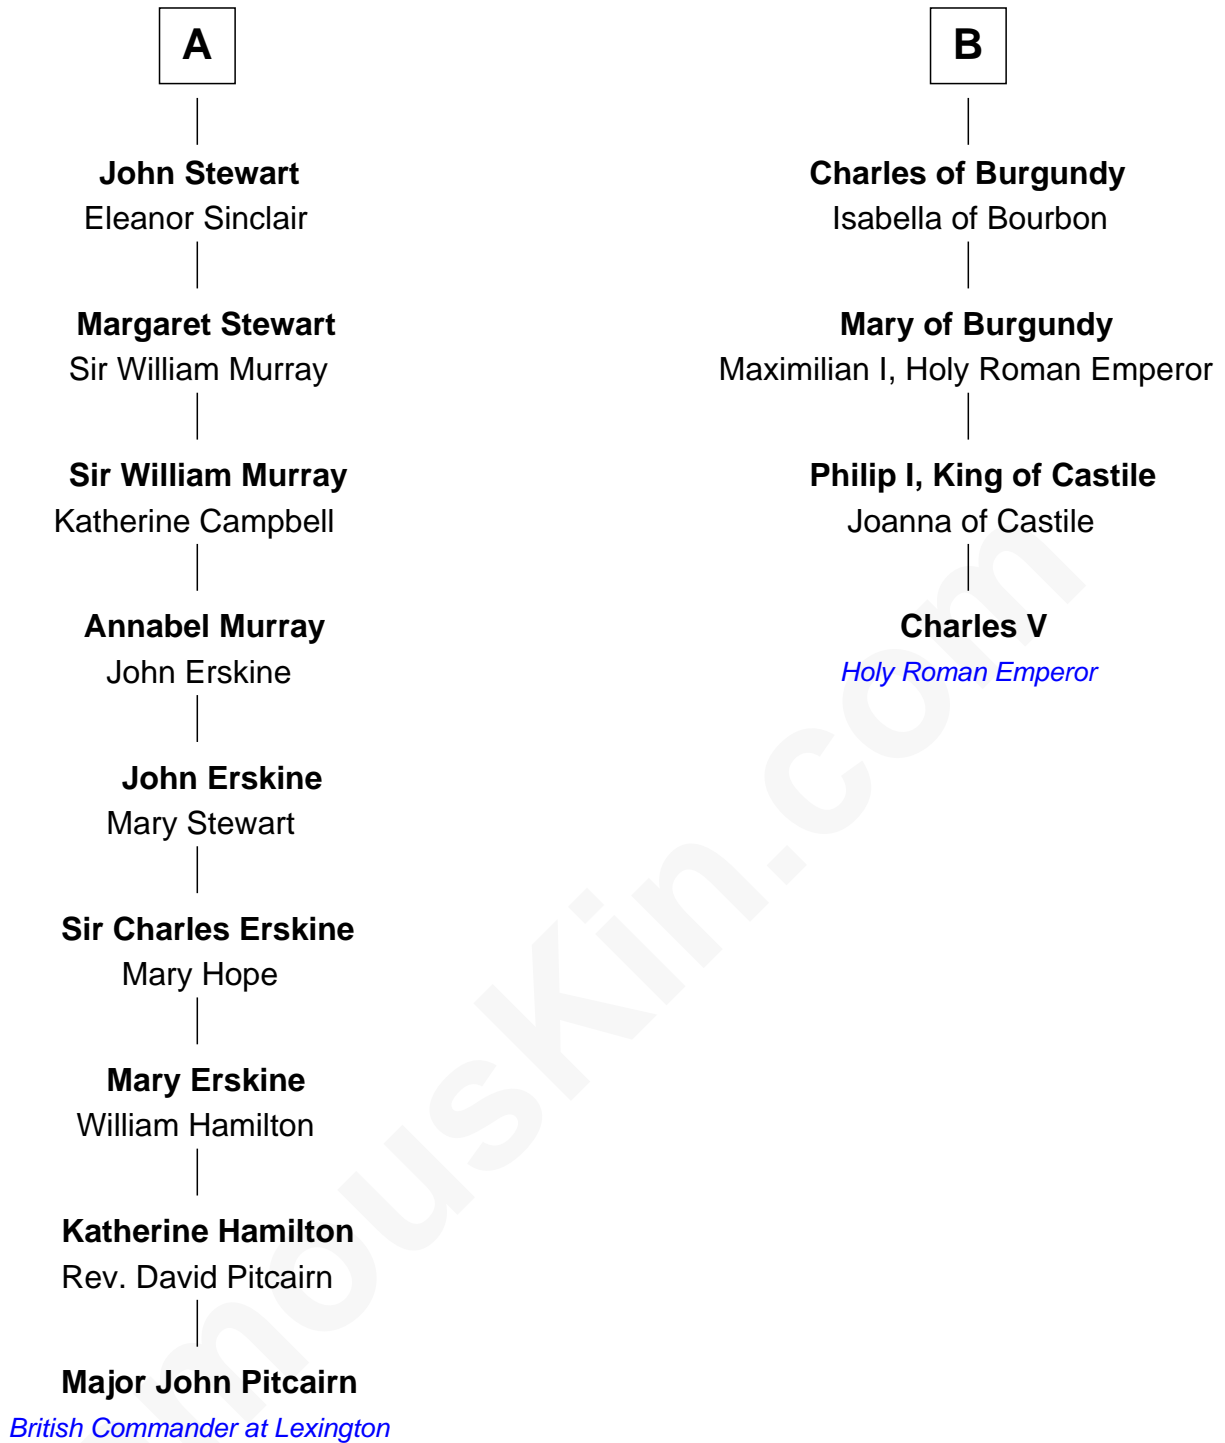 A
John Stewart
Eleanor Sinclair
Margaret Stewart
Sir William Murray
Sir William Murray
Katherine Campbell
Annabel Murray
John Erskine
John Erskine
Mary Stewart
Sir Charles Erskine
Mary Hope
Mary Erskine
William Hamilton
Katherine Hamilton
Rev. David Pitcairn
Major John Pitcairn
British Commander at Lexington
B
Charles of Burgundy
Isabella of Bourbon
Mary of Burgundy
Maximilian I, Holy Roman Emperor
Philip I, King of Castile
Joanna of Castile
Charles V
Holy Roman Emperor
mouskin.com